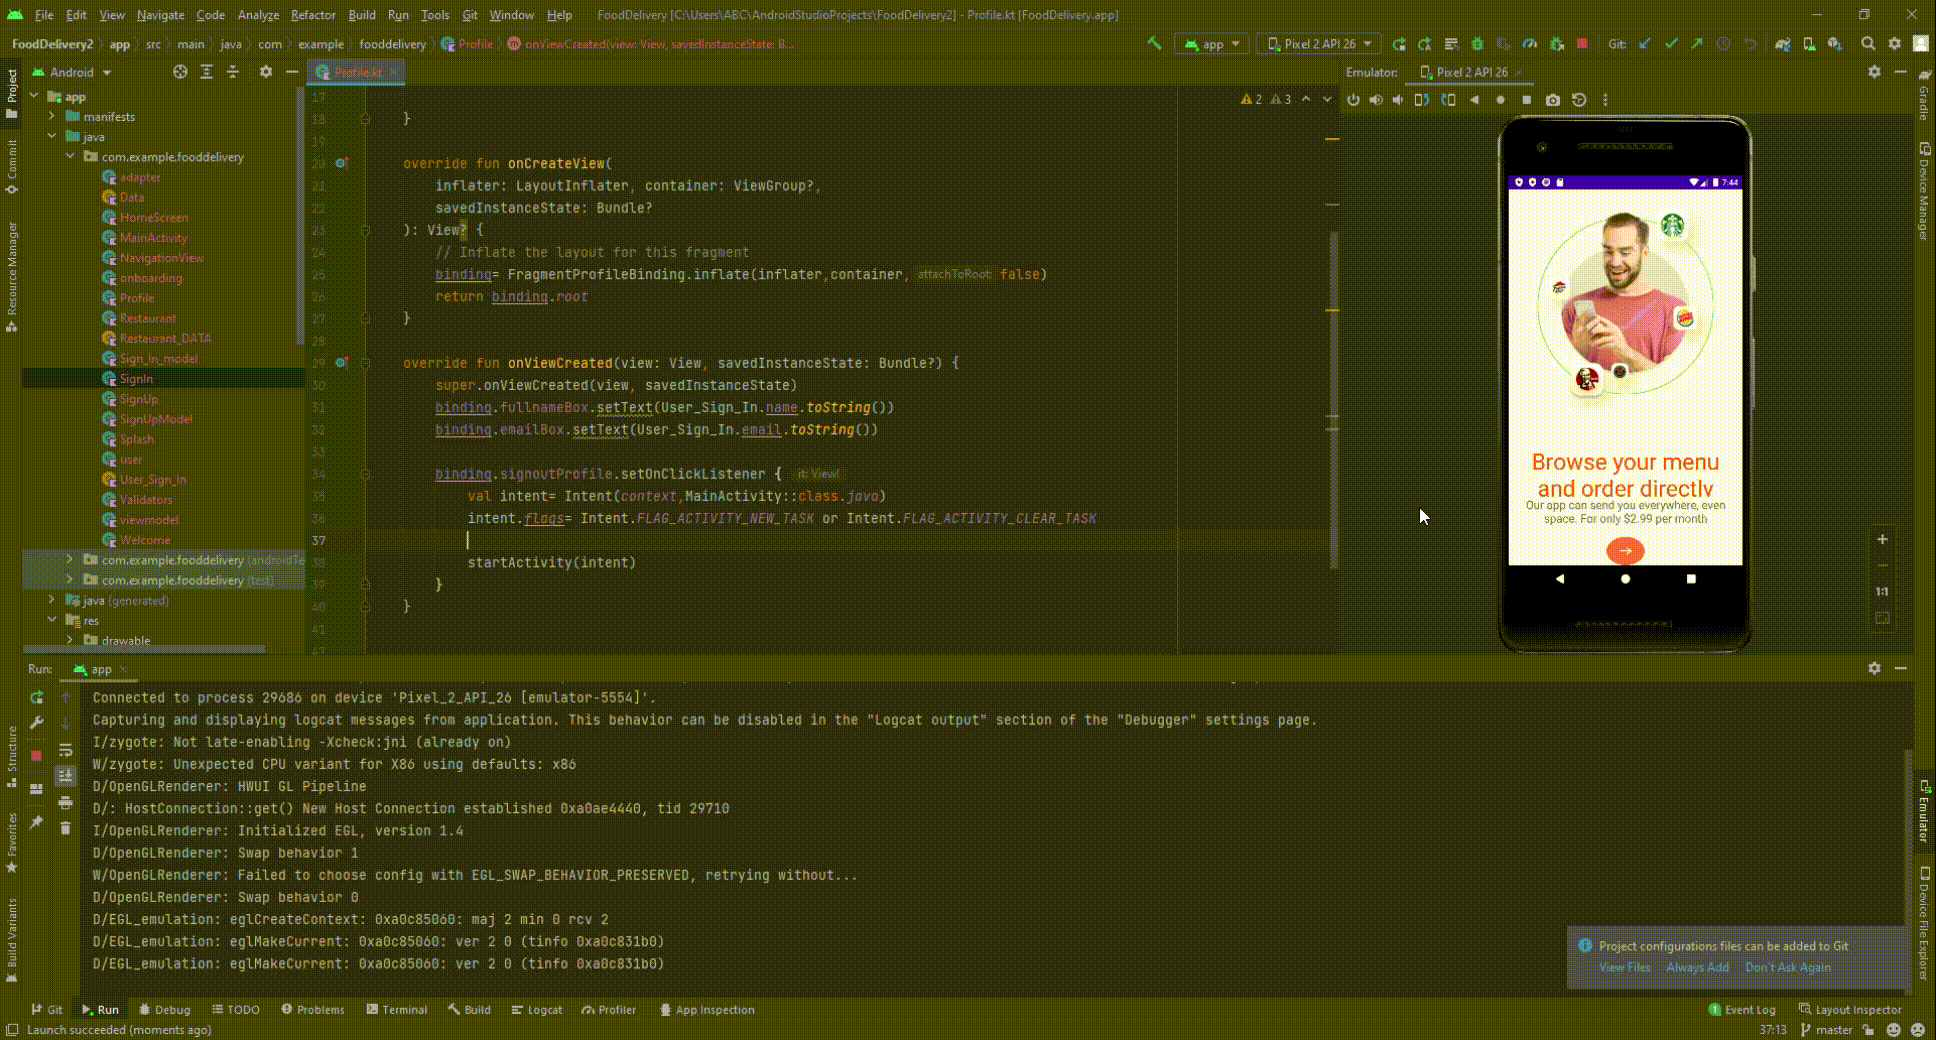 File Edit View Navigate Code Analyze Refactor Build Run Tools Git Window Help FoodDelivery [C:\Users\ABC\AndroidStudioProjects\FoodDelivery2] - Profile.kt [FoodDelivery.app]
FoodDelivery2 app src main java com example fooddelivery Profile onViewCreated(view: View, savedInstanceState: B... app Pixel 2 API 26 Git:
Android
Profile.kt
Emulator: Pixel 2 API 26
Project
Commit
Resource Manager
Structure
Favorites
Build Variants
app
manifests
java
com.example.fooddelivery
adapter
Data
HomeScreen
MainActivity
NavigationView
onboarding
Profile
Restaurant
Restaurant_DATA
Sign_In_model
SignIn
SignUp
SignUpModel
Splash
user
User_Sign_In
Validators
viewmodel
Welcome
com.example.fooddelivery (androidTe
com.example.fooddelivery (test)
java (generated)
res
drawable
2 3
17
18 }
19
20 override fun onCreateView(
21 inflater: LayoutInflater, container: ViewGroup?,
22 savedInstanceState: Bundle?
23 ): View? {
24 // Inflate the layout for this fragment
25 binding= FragmentProfileBinding.inflate(inflater,container, attachToRoot: false)
26 return binding.root
27 }
28
29 override fun onViewCreated(view: View, savedInstanceState: Bundle?) {
30 super.onViewCreated(view, savedInstanceState)
31 binding.fullnameBox.setText(User_Sign_In.name.toString())
32 binding.emailBox.setText(User_Sign_In.email.toString())
33
34 binding.signoutProfile.setOnClickListener { it: View!
35 val intent= Intent(context,MainActivity::class.java)
36 intent.flags= Intent.FLAG_ACTIVITY_NEW_TASK or Intent.FLAG_ACTIVITY_CLEAR_TASK
37
38 startActivity(intent)
39 }
40 }
41
42
7:44
Browse your menu
and order directly
Our app can send you everywhere, even
space. For only $2.99 per month
1:1
Gradle
Device Manager
Emulator
Device File Explorer
Run: app
Connected to process 29686 on device 'Pixel_2_API_26 [emulator-5554]'.
Capturing and displaying logcat messages from application. This behavior can be disabled in the "Logcat output" section of the "Debugger" settings page.
I/zygote: Not late-enabling -Xcheck:jni (already on)
W/zygote: Unexpected CPU variant for X86 using defaults: x86
D/OpenGLRenderer: HWUI GL Pipeline
D/: HostConnection::get() New Host Connection established 0xa0ae4440, tid 29710
I/OpenGLRenderer: Initialized EGL, version 1.4
D/OpenGLRenderer: Swap behavior 1
W/OpenGLRenderer: Failed to choose config with EGL_SWAP_BEHAVIOR_PRESERVED, retrying without...
D/OpenGLRenderer: Swap behavior 0
D/EGL_emulation: eglCreateContext: 0xa0c85060: maj 2 min 0 rcv 2
D/EGL_emulation: eglMakeCurrent: 0xa0c85060: ver 2 0 (tinfo 0xa0c831b0)
D/EGL_emulation: eglMakeCurrent: 0xa0c85060: ver 2 0 (tinfo 0xa0c831b0)
Project configurations files can be added to Git
View Files Always Add Don't Ask Again
Git Run Debug TODO Problems Terminal Build Logcat Profiler App Inspection 1 Event Log Layout Inspector
Launch succeeded (moments ago) 37:13 master